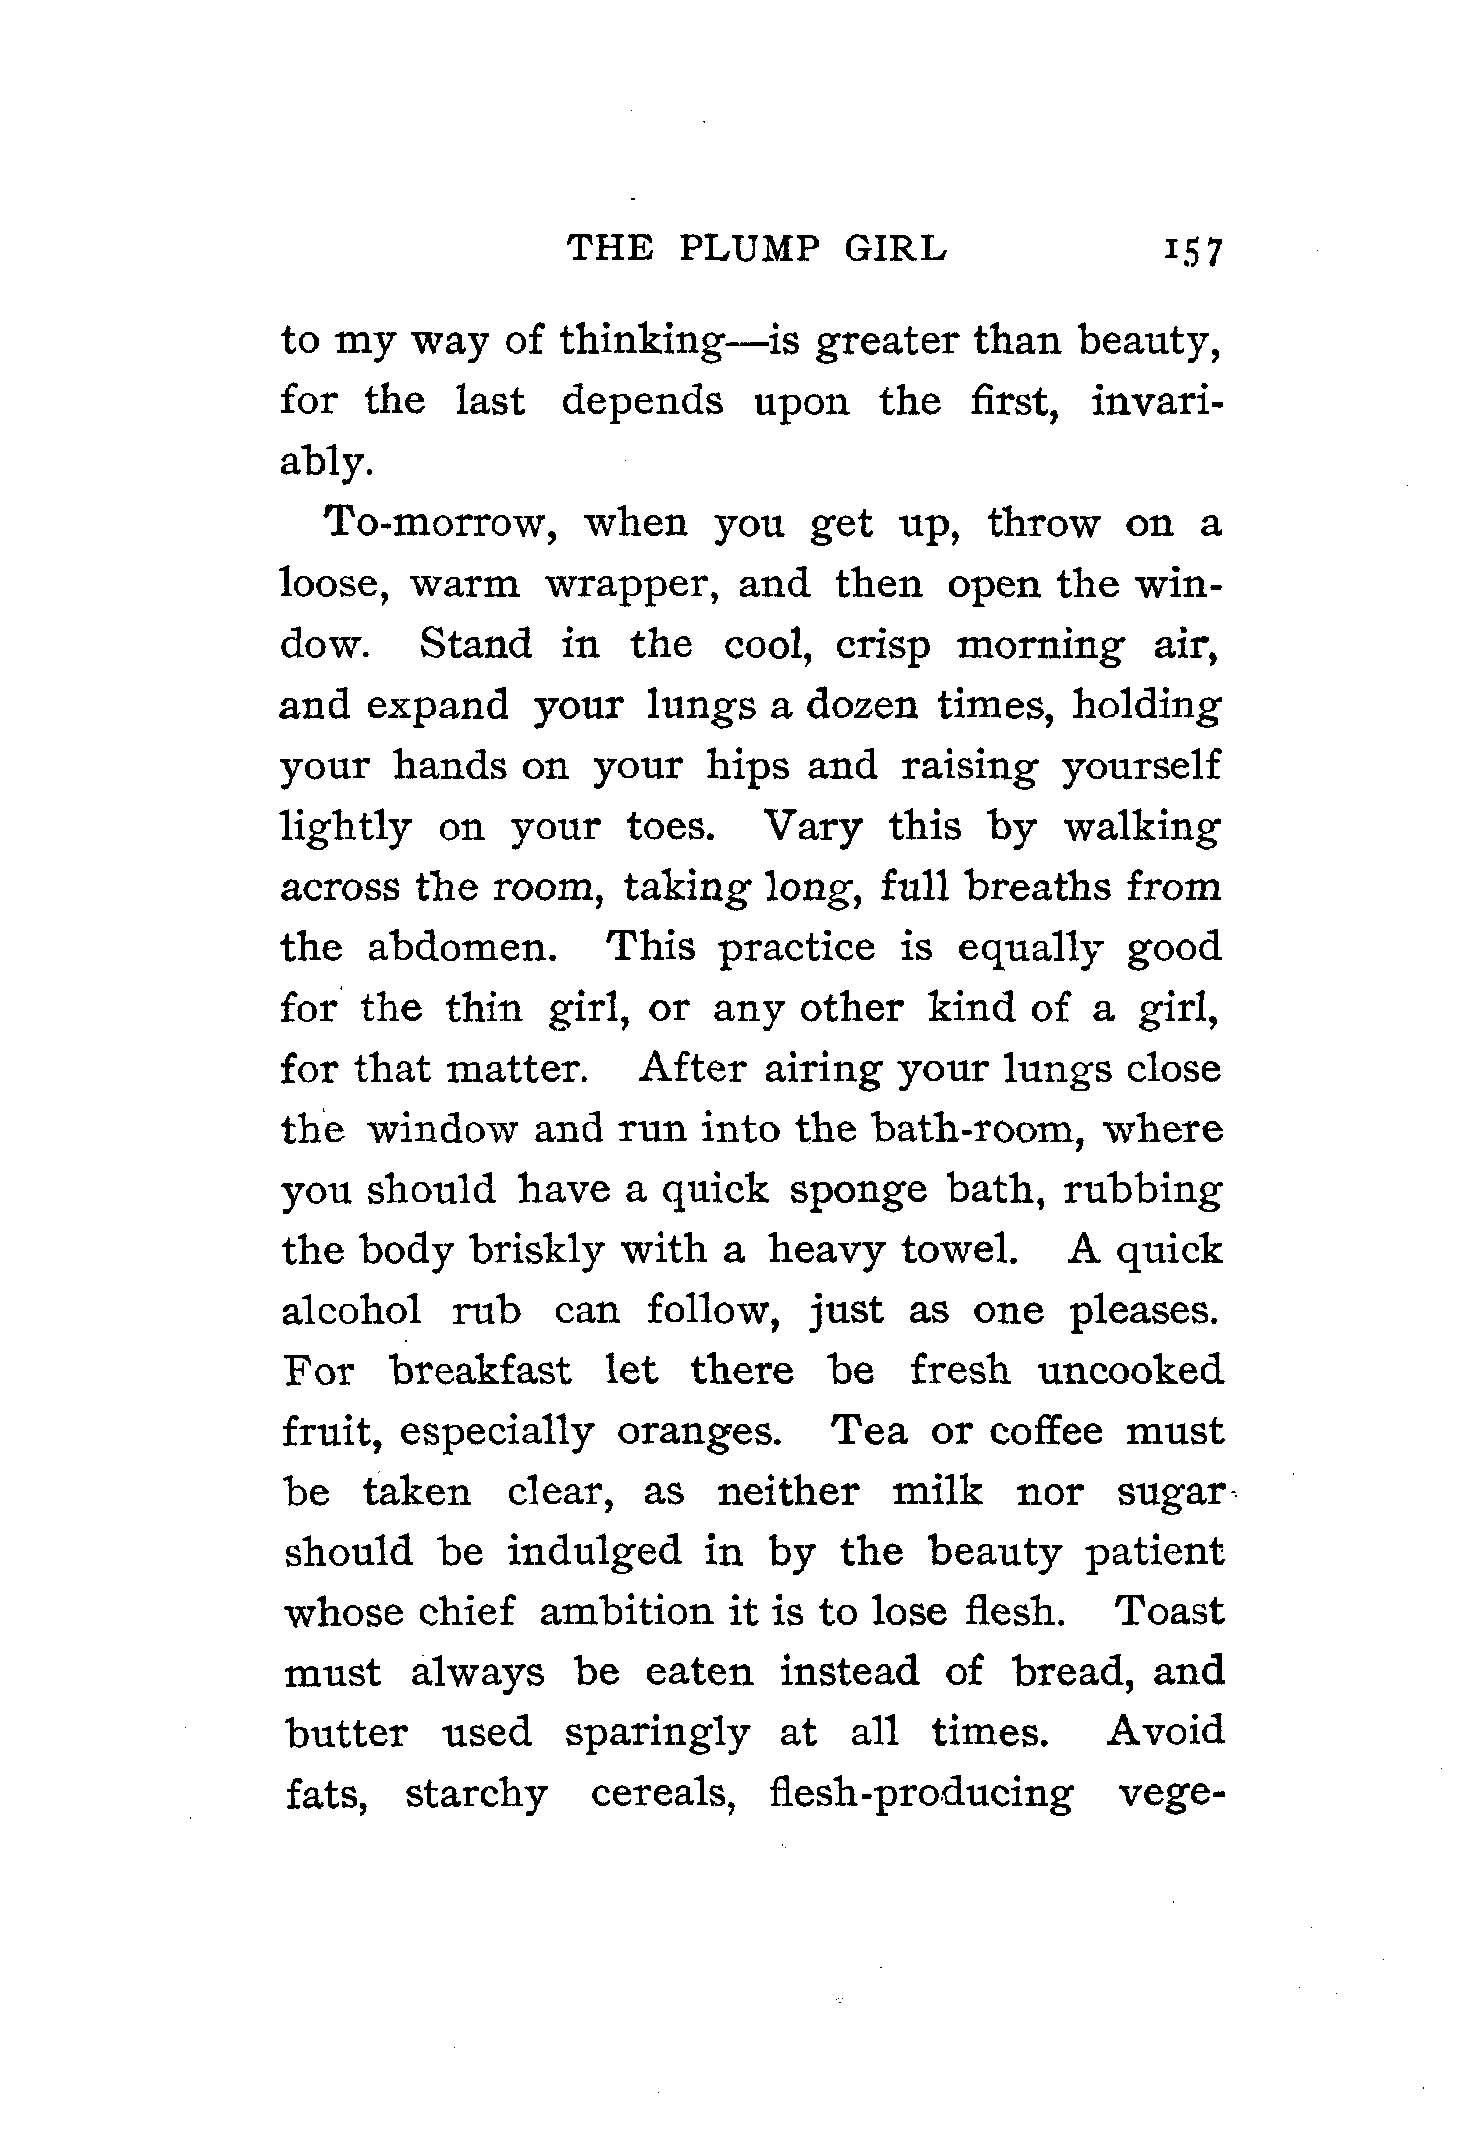 THE PLUMP GIRL 157
to my way of thinking—is greater than beauty,
for the last depends upon the first, invari-
ably.
To-morrow, when you get up, throw on a
loose, warm wrapper, and then open the win-
dow. Stand in the cool, crisp morning air,
and expand your lungs a dozen times, holding
your hands on your hips and raising yourself
lightly on your toes. Vary this by walking
across the room, taking long, full breaths from
the abdomen. This practice is equally good
for the thin girl, or any other kind of a girl,
for that matter. After airing your lungs close
the window and run into the bath-room, where
you should have a quick sponge bath, rubbing
the body briskly with a heavy towel. A quick
alcohol rub can follow, just as one pleases.
For breakfast let there be fresh uncooked
fruit, especially oranges. Tea or coffee must
be taken clear, as neither milk nor sugar
should be indulged in by the beauty patient
whose chief ambition it is to lose flesh. Toast
must always be eaten instead of bread, and
butter used sparingly at all times. Avoid
fats, starchy cereals, flesh-producing vege-